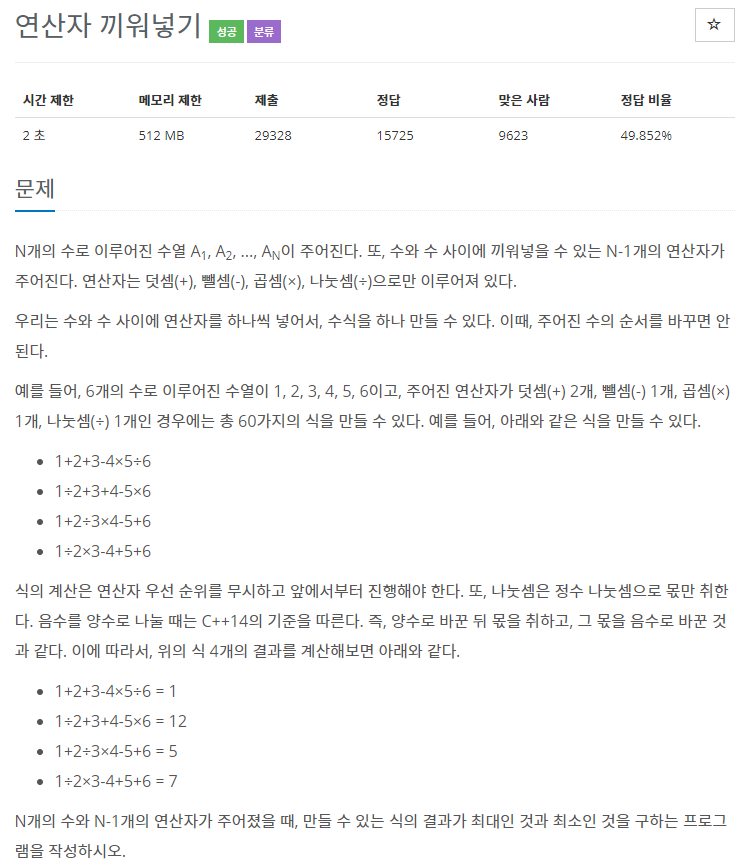 연산자 끼워넣기 성공 분류
☆
시간 제한 메모리 제한 제출 정답 맞은 사람 정답 비율
2 초 512 MB 29328 15725 9623 49.852%
문제
N개의 수로 이루어진 수열 A1, A2, ..., AN이 주어진다. 또, 수와 수 사이에 끼워넣을 수 있는 N-1개의 연산자가
주어진다. 연산자는 덧셈(+), 뺄셈(-), 곱셈(×), 나눗셈(÷)으로만 이루어져 있다.
우리는 수와 수 사이에 연산자를 하나씩 넣어서, 수식을 하나 만들 수 있다. 이때, 주어진 수의 순서를 바꾸면 안
된다.
예를 들어, 6개의 수로 이루어진 수열이 1, 2, 3, 4, 5, 6이고, 주어진 연산자가 덧셈(+) 2개, 뺄셈(-) 1개, 곱셈(×)
1개, 나눗셈(÷) 1개인 경우에는 총 60가지의 식을 만들 수 있다. 예를 들어, 아래와 같은 식을 만들 수 있다.
• 1+2+3-4×5÷6
• 1÷2+3+4-5×6
• 1+2÷3×4-5+6
• 1÷2×3-4+5+6
식의 계산은 연산자 우선 순위를 무시하고 앞에서부터 진행해야 한다. 또, 나눗셈은 정수 나눗셈으로 몫만 취한
다. 음수를 양수로 나눌 때는 C++14의 기준을 따른다. 즉, 양수로 바꾼 뒤 몫을 취하고, 그 몫을 음수로 바꾼 것
과 같다. 이에 따라서, 위의 식 4개의 결과를 계산해보면 아래와 같다.
• 1+2+3-4×5÷6 = 1
• 1÷2+3+4-5×6 = 12
• 1+2÷3×4-5+6 = 5
• 1÷2×3-4+5+6 = 7
N개의 수와 N-1개의 연산자가 주어졌을 때, 만들 수 있는 식의 결과가 최대인 것과 최소인 것을 구하는 프로그
램을 작성하시오.